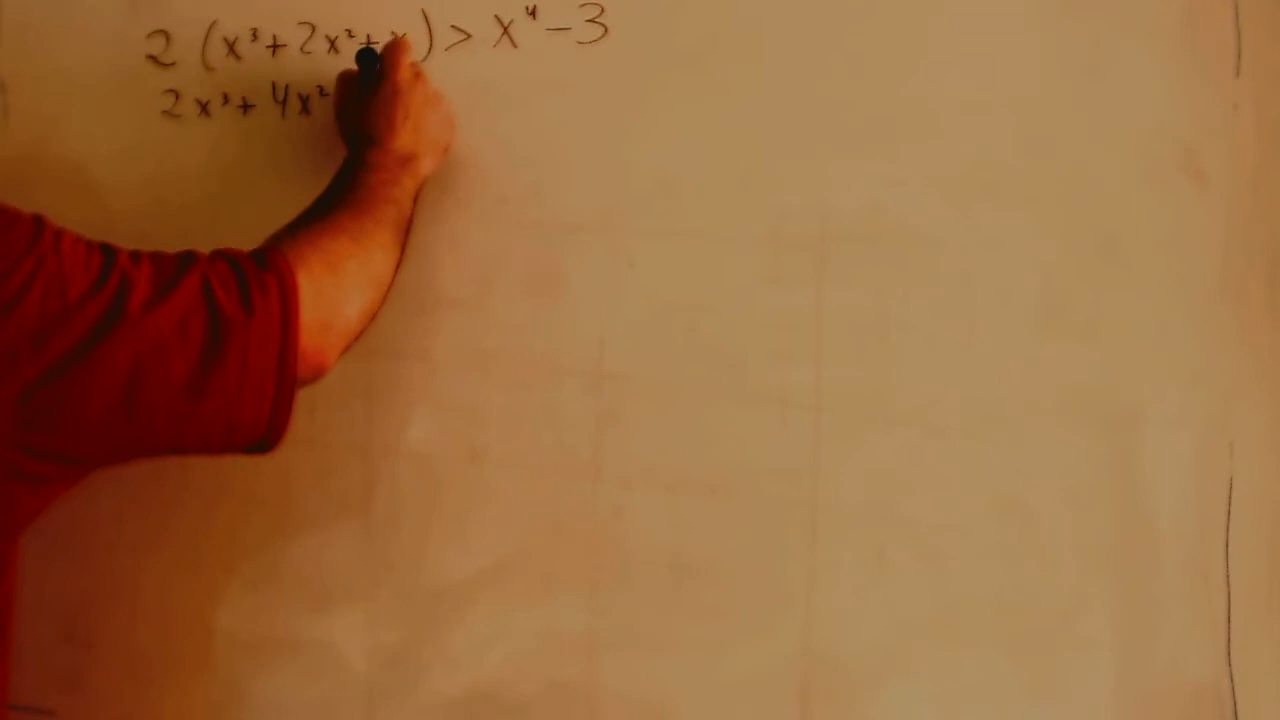 2 (x³ + 2x² + x) > x⁴ - 3
2x³ + 4x²